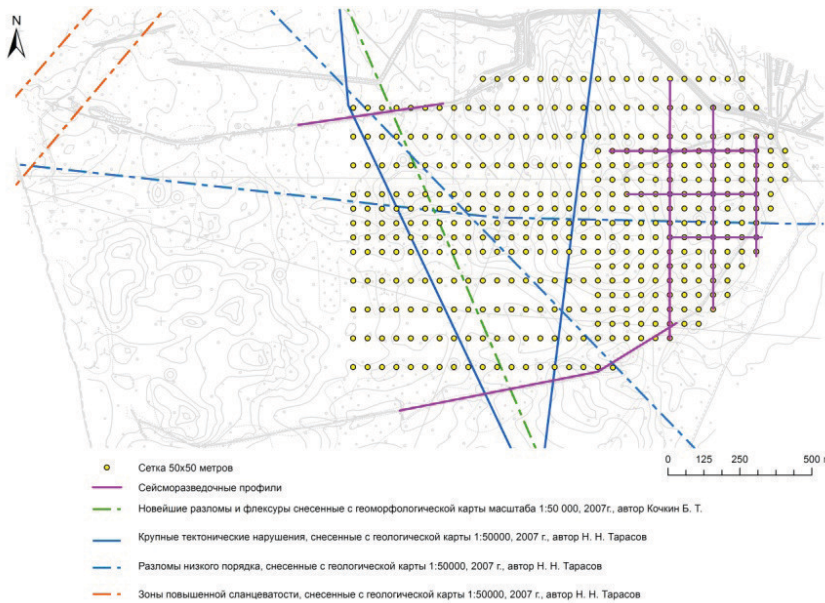 N
0 125 250 500 м
Сетка 50х50 метров
Сейсморазведочные профили
Новейшие разломы и флексуры снесенные с геоморфологической карты масштаба 1:50 000, 2007г., автор Кочкин Б. Т.
Крупные тектонические нарушения, снесенные с геологической карты 1:50000, 2007 г., автор Н. Н. Тарасов
Разломы низкого порядка, снесенные с геологической карты 1:50000, 2007 г., автор Н. Н. Тарасов
Зоны повышенной сланцеватости, снесенные с геологической карты 1:50000, 2007 г., автор Н. Н. Тарасов